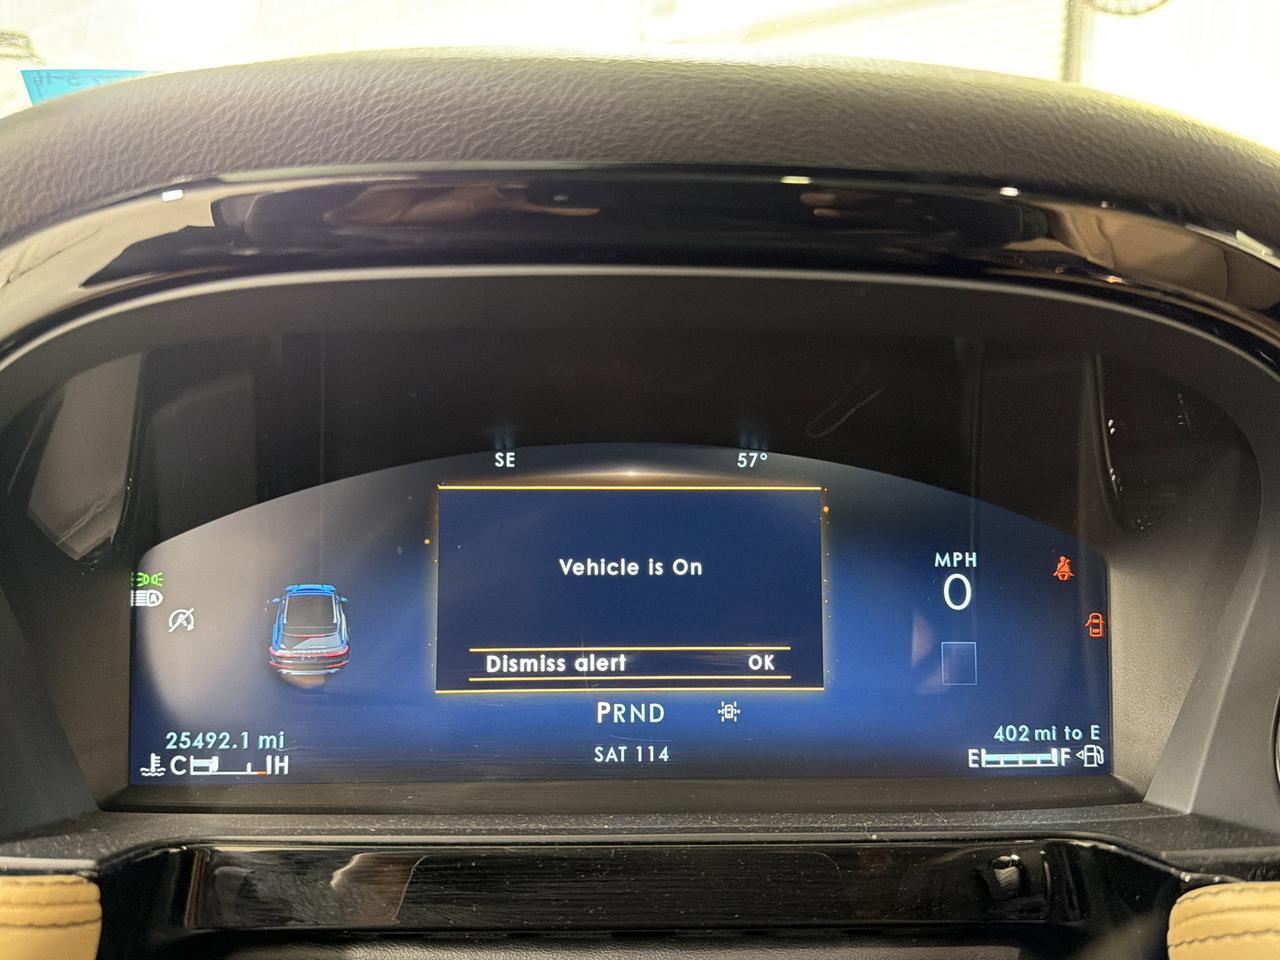 SE
57°
Vehicle is On
Dismiss alert OK
MPH
0
A
A
PRND
SAT 114
25492.1 mi
C H
402 mi to E
E F